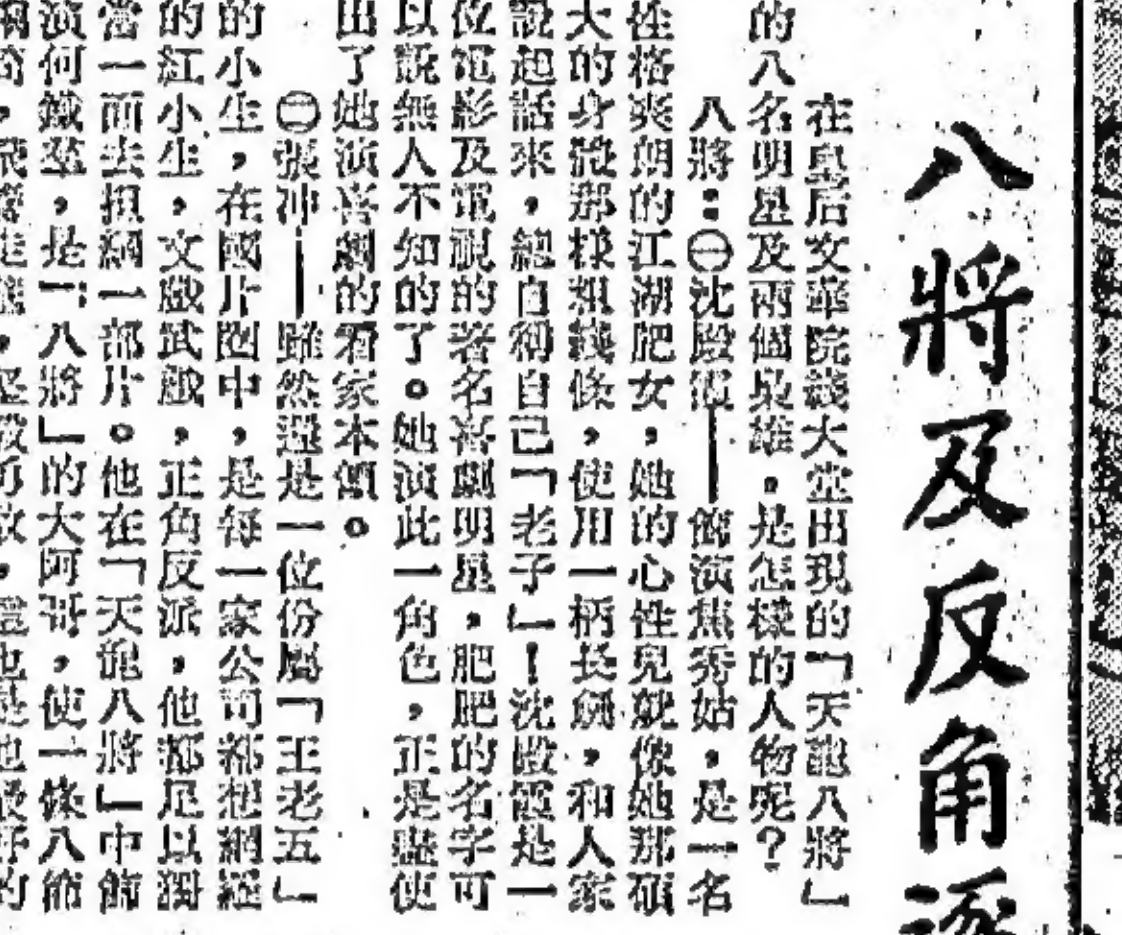 八將及反角
在皇后文華院綫大堂出現的「天龍八將」
的八名明星及兩個梟雄。是怎樣的人物呢？
八將：㊀沈殿霞——飾演焦秀姑，是一名
性格爽朗的江湖肥女，她的心性兒就像她那碩
大的身裁那樣粗綫條，使用一柄長劍，和人家
說起話來，總自稱自己「老子」！沈殿霞是一
位電影及電視的著名喜劇明星，肥肥的名字可
以說無人不知的了。她演此一角色，正是盡使
出了她演喜劇的看家本領。
㊁張冲——雖然還是一位份屬「王老五」
的小生，在國片圈中，是每一家公司都想網羅
的紅小生，文戲武戲，正角反派，他都足以獨
當一面去担綱一部片。他在「天龍八將」中飾
演何鐵羣，是「八將」的大阿哥，使一條八節